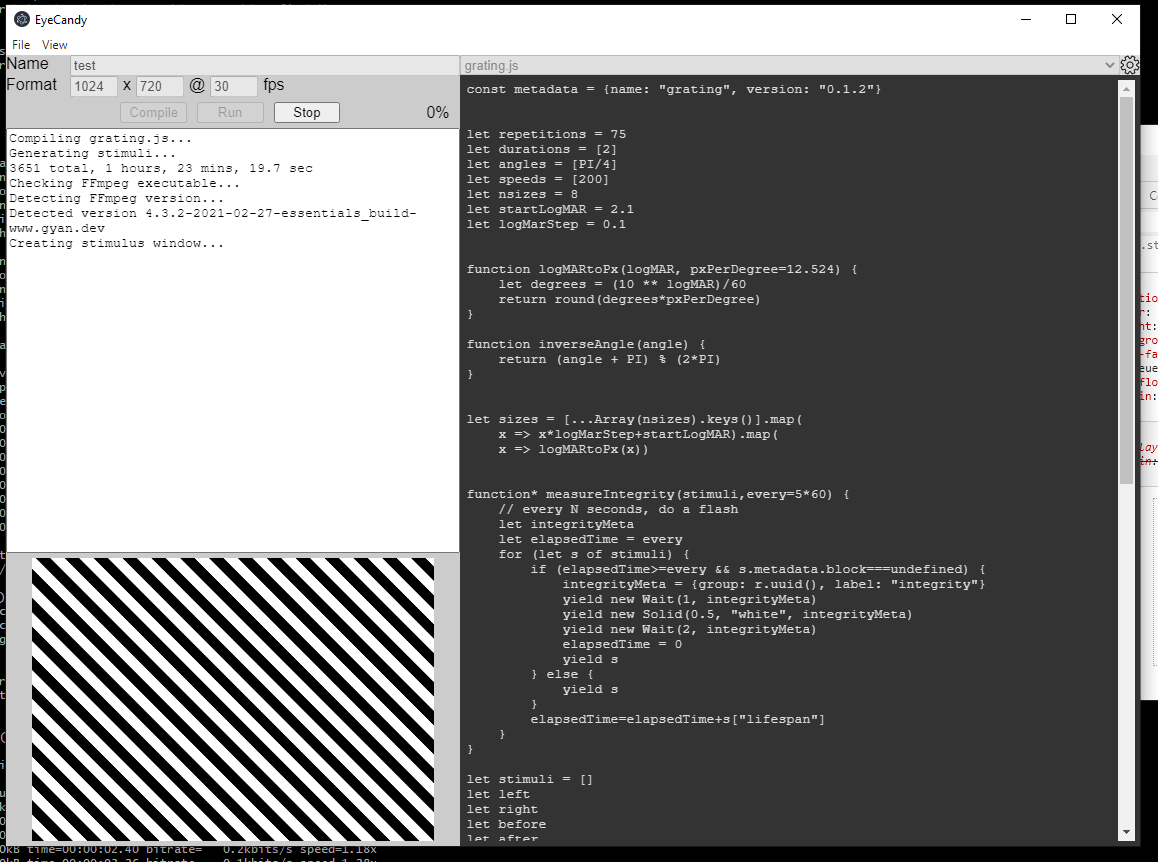 EyeCandy
File View
Name test
Format 1024 x 720 @ 30 fps
Compile Run Stop 0%
Compiling grating.js...
Generating stimuli...
3651 total, 1 hours, 23 mins, 19.7 sec
Checking FFmpeg executable...
Detecting FFmpeg version...
Detected version 4.3.2-2021-02-27-essentials_build-
www.gyan.dev
Creating stimulus window...
grating.js
const metadata = {name: "grating", version: "0.1.2"}
let repetitions = 75
let durations = [2]
let angles = [PI/4]
let speeds = [200]
let nsizes = 8
let startLogMAR = 2.1
let logMarStep = 0.1
function logMARtoPx(logMAR, pxPerDegree=12.524) {
    let degrees = (10 ** logMAR)/60
    return round(degrees*pxPerDegree)
}
function inverseAngle(angle) {
    return (angle + PI) % (2*PI)
}
let sizes = [...Array(nsizes).keys()].map(
    x => x*logMarStep+startLogMAR).map(
    x => logMARtoPx(x))
function* measureIntegrity(stimuli,every=5*60) {
    // every N seconds, do a flash
    let integrityMeta
    let elapsedTime = every
    for (let s of stimuli) {
        if (elapsedTime>=every && s.metadata.block===undefined) {
            integrityMeta = {group: r.uuid(), label: "integrity"}
            yield new Wait(1, integrityMeta)
            yield new Solid(0.5, "white", integrityMeta)
            yield new Wait(2, integrityMeta)
            elapsedTime = 0
            yield s
        } else {
            yield s
        }
        elapsedTime=elapsedTime+s["lifespan"]
    }
}
let stimuli = []
let left
let right
let before
let after
0kB time=00:00:02.40 bitrate= 0.2kbits/s speed=1.18x